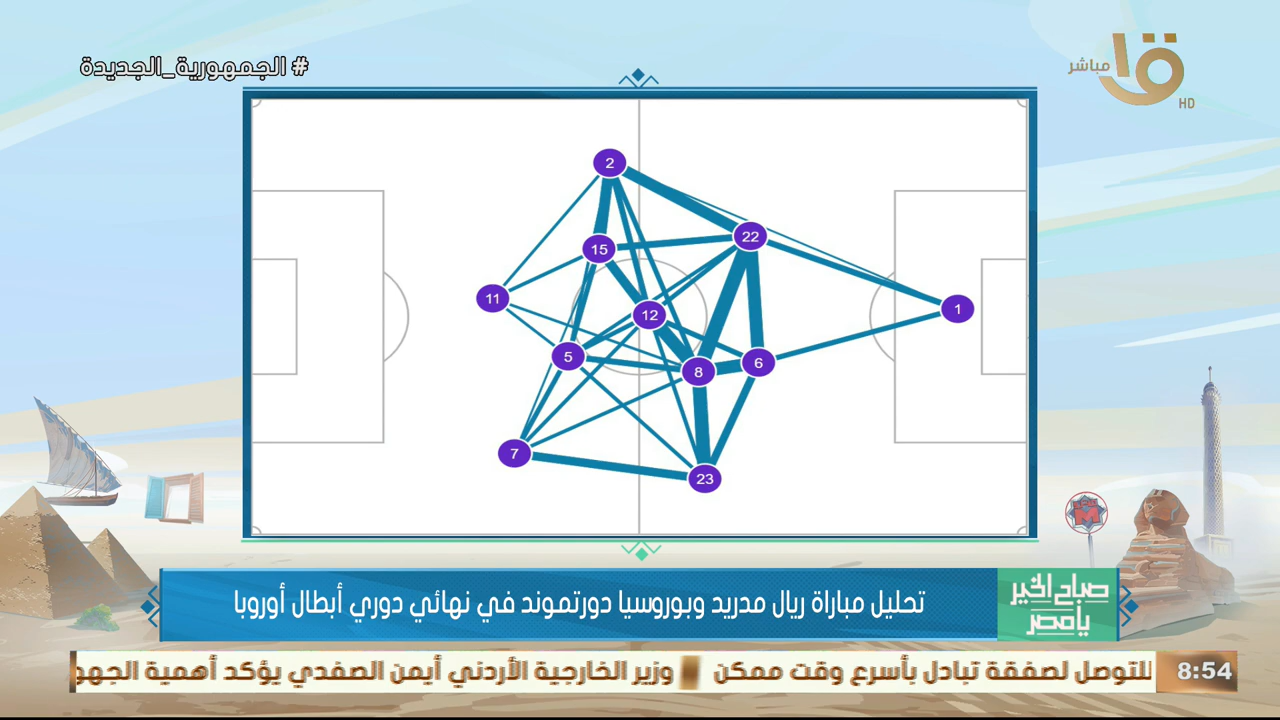 # الجمهورية_الجديدة
مباشر
HD
2
22
15
11
1
12
5
8
6
7
23
صباح الخير
يا مصر
تحليل مباراة ريال مدريد وبوروسيا دورتموند في نهائي دوري أبطال أوروبا
8:54
للتوصل لصفقة تبادل بأسرع وقت ممكن
وزير الخارجية الأردني أيمن الصفدي يؤكد أهمية الجهو